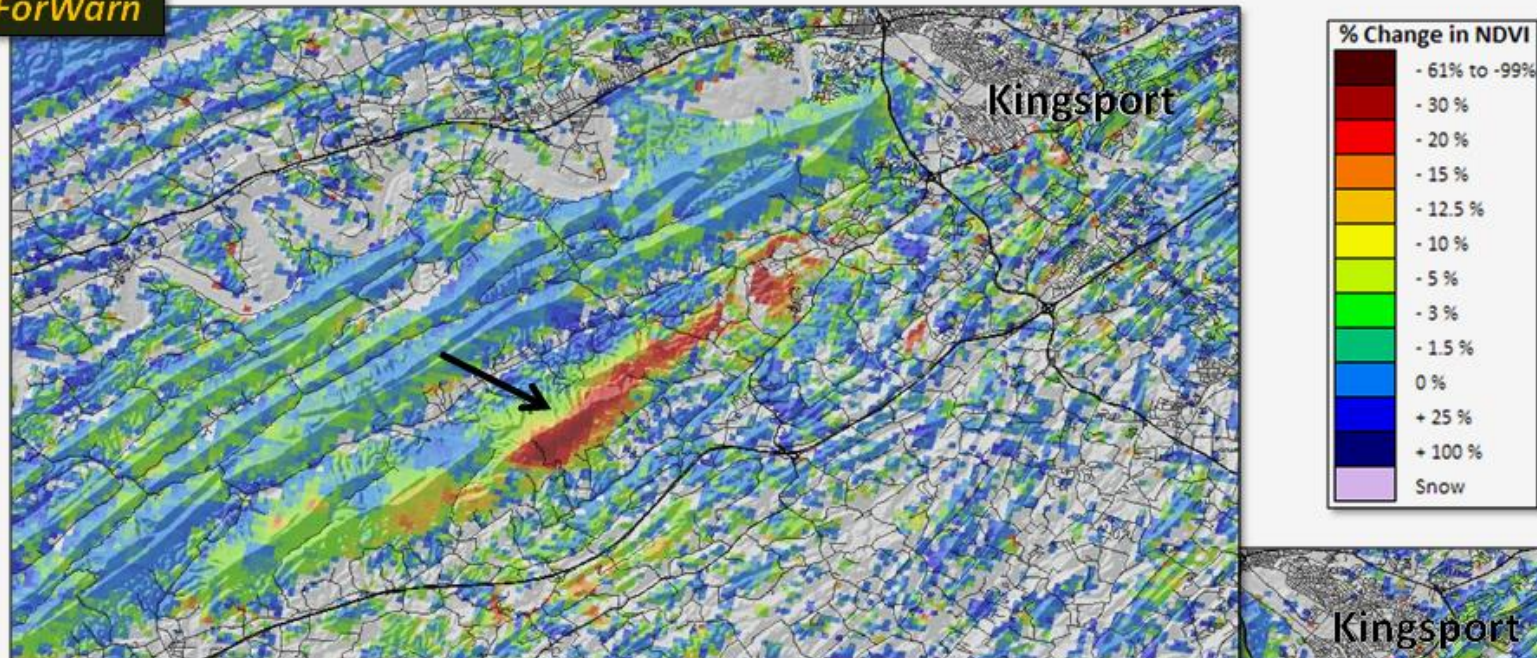 ForWarn
Kingsport
% Change in NDVI
- 61% to -99%
- 30 %
- 20 %
- 15 %
- 12.5 %
- 10 %
- 5 %
- 3 %
- 1.5 %
0 %
+ 25 %
+ 100 %
Snow
Kingsport